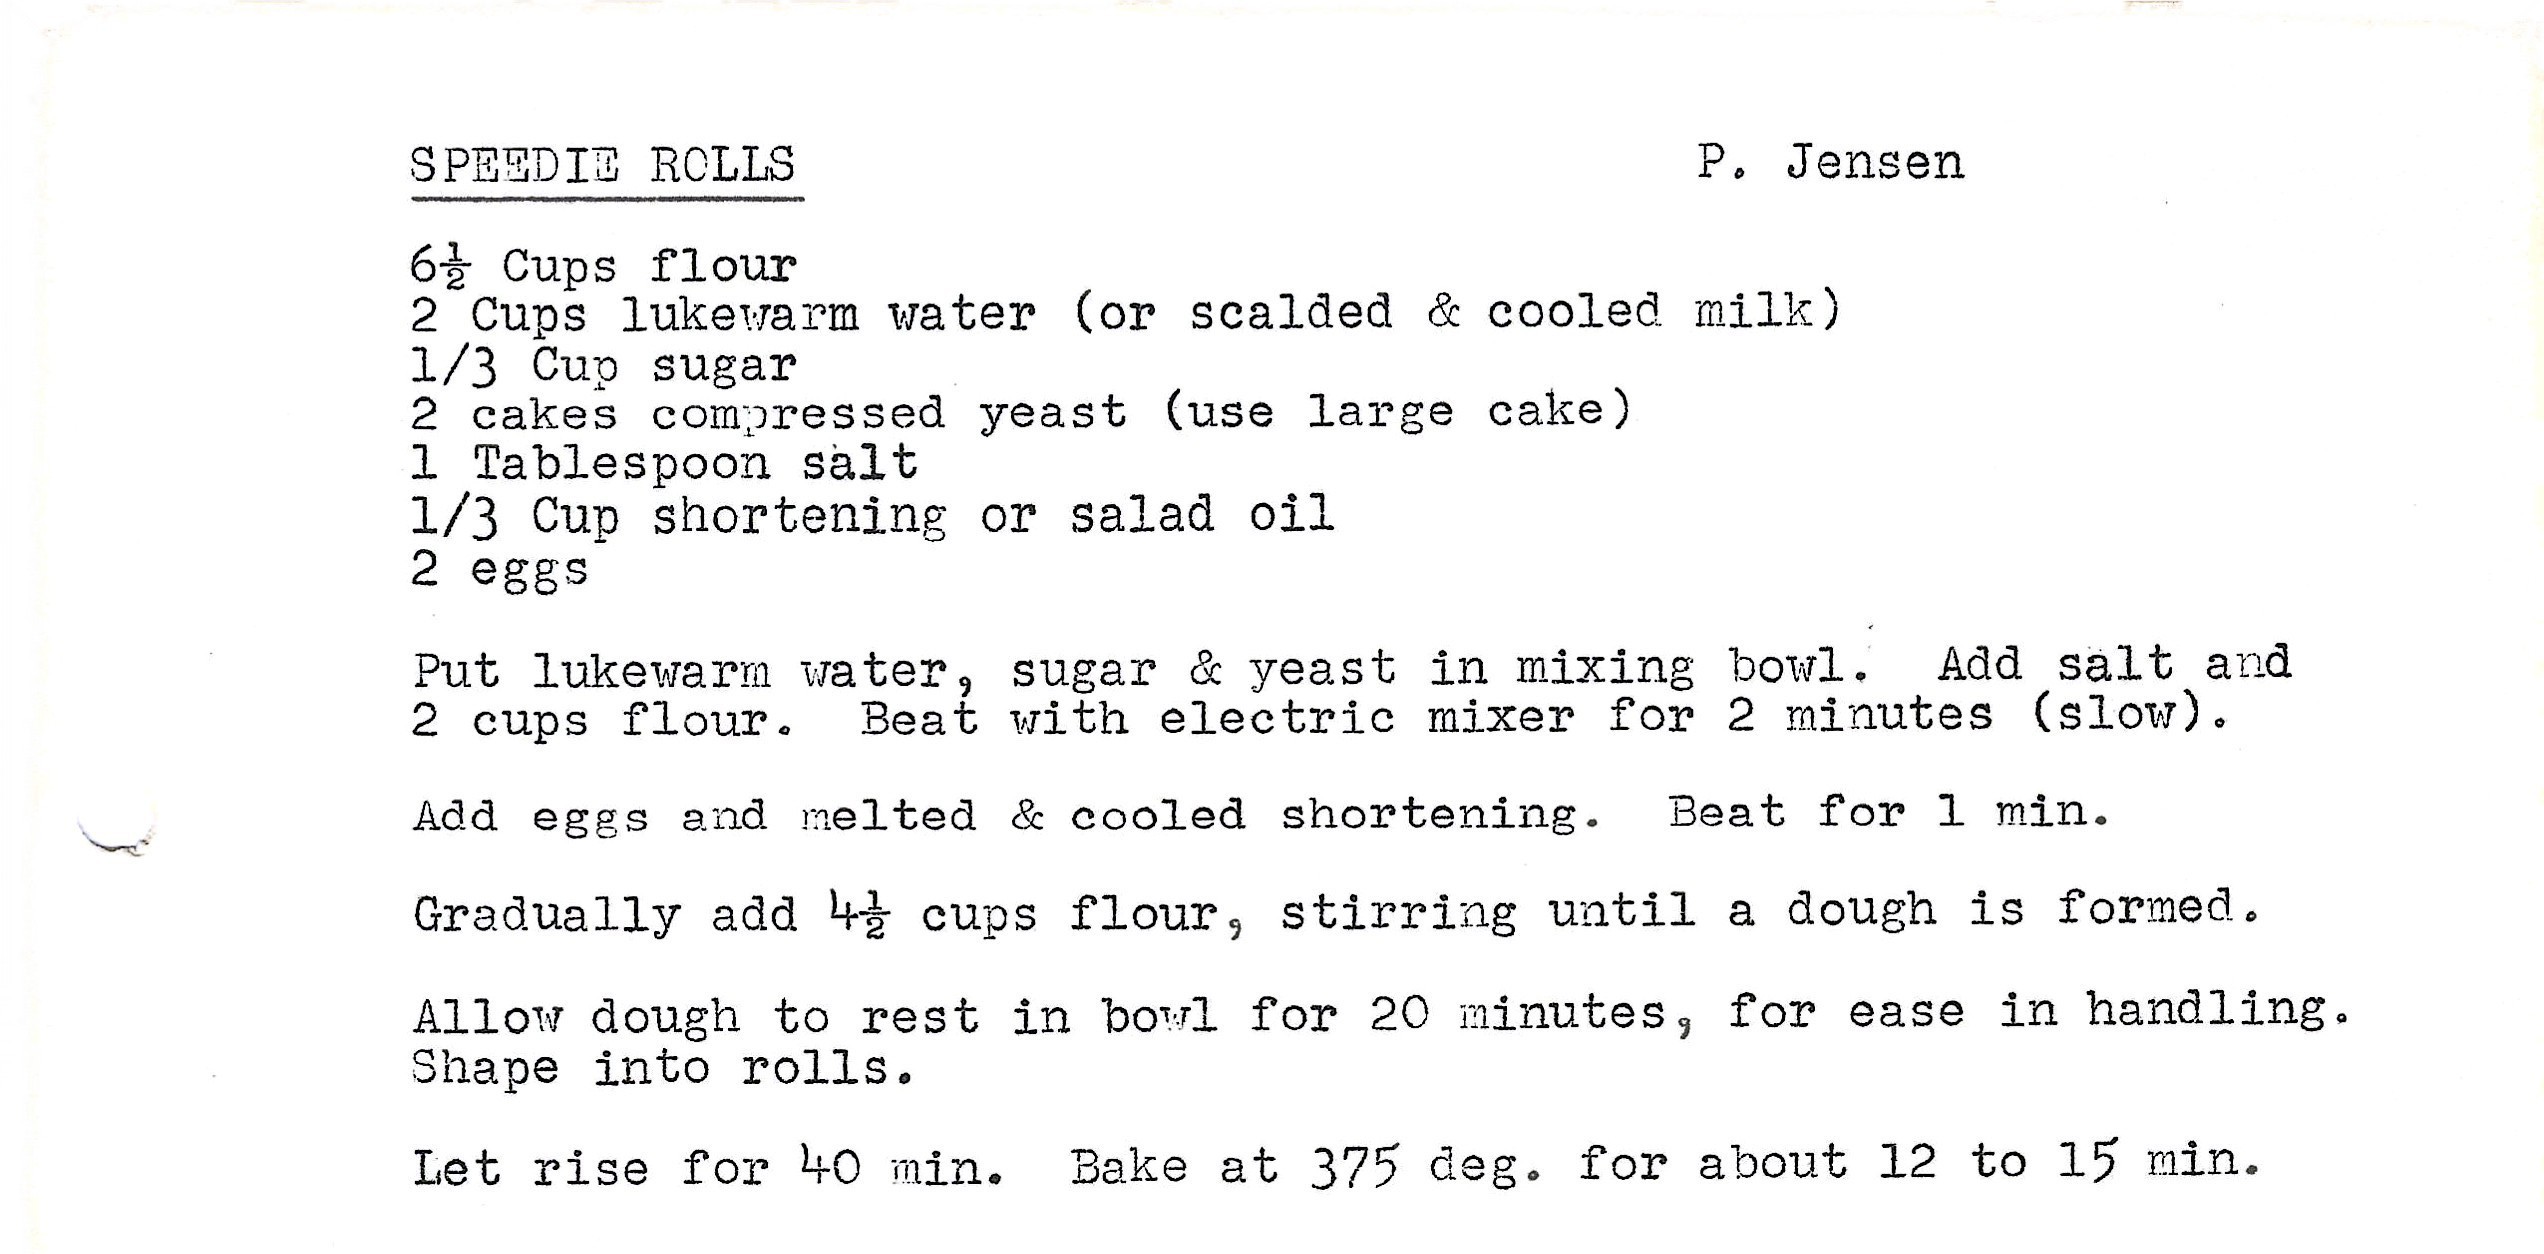 SPEEDIE ROLLS P. Jensen
6½ Cups flour
2 Cups lukewarm water (or scalded & cooled milk)
1/3 Cup sugar
2 cakes compressed yeast (use large cake)
1 Tablespoon salt
1/3 Cup shortening or salad oil
2 eggs
Put lukewarm water, sugar & yeast in mixing bowl. Add salt and
2 cups flour. Beat with electric mixer for 2 minutes (slow).
Add eggs and melted & cooled shortening. Beat for 1 min.
Gradually add 4½ cups flour, stirring until a dough is formed.
Allow dough to rest in bowl for 20 minutes, for ease in handling.
Shape into rolls.
Let rise for 40 min. Bake at 375 deg. for about 12 to 15 min.